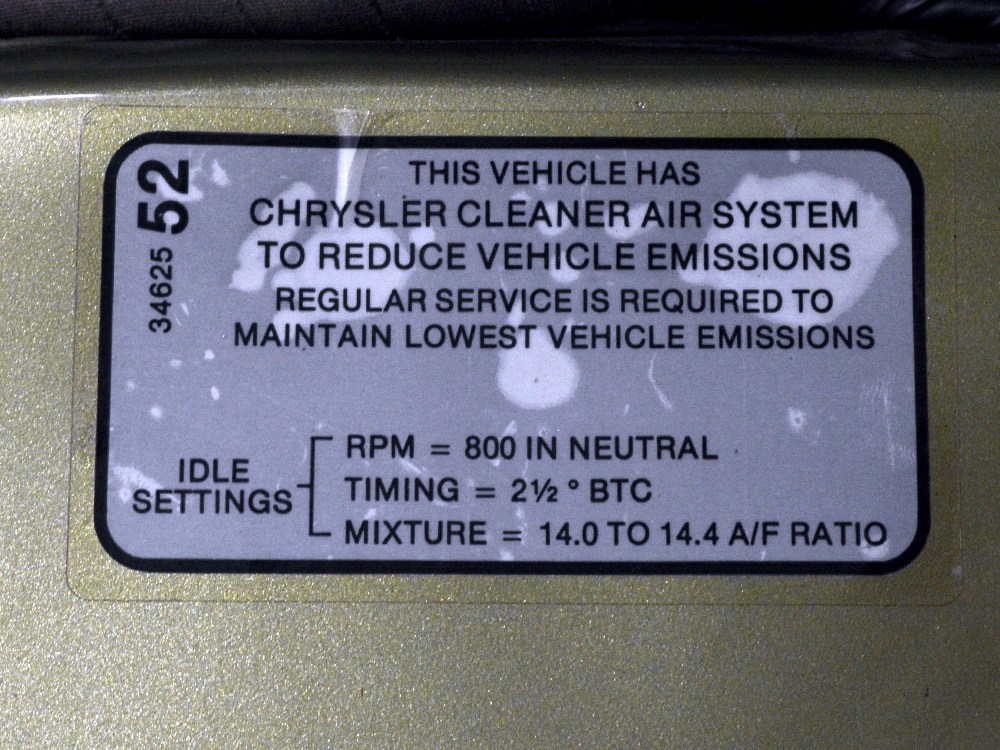 THIS VEHICLE HAS
CHRYSLER CLEANER AIR SYSTEM
TO REDUCE VEHICLE EMISSIONS
REGULAR SERVICE IS REQUIRED TO
MAINTAIN LOWEST VEHICLE EMISSIONS
34625 52
IDLE
SETTINGS
RPM = 800 IN NEUTRAL
TIMING = 2½ ° BTC
MIXTURE = 14.0 TO 14.4 A/F RATIO